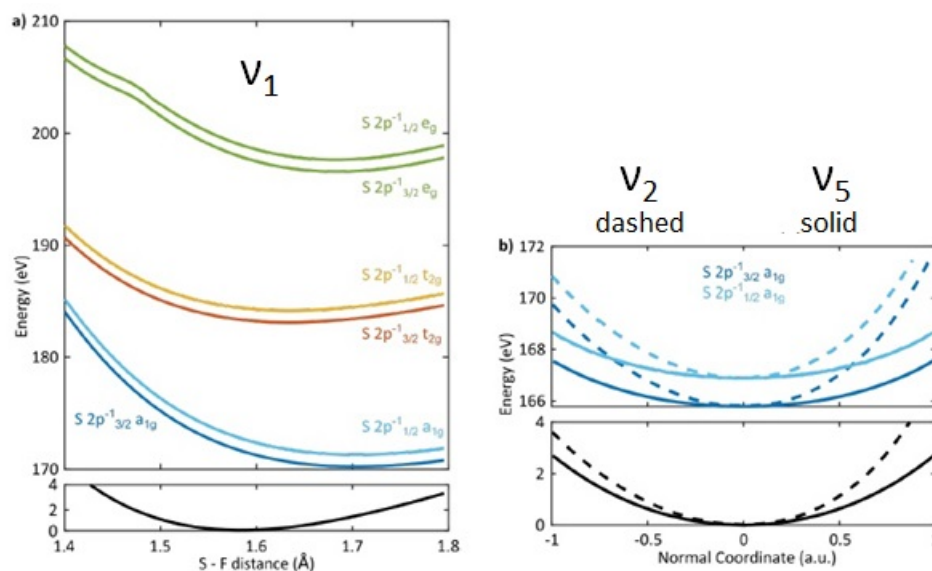 a)
210
200
190
180
170
4
2
0
Energy (eV)
ν₁
S 2p⁻¹₁/₂ e_g
S 2p⁻¹₃/₂ e_g
S 2p⁻¹₁/₂ t₂g
S 2p⁻¹₃/₂ t₂g
S 2p⁻¹₃/₂ a₁g
S 2p⁻¹₁/₂ a₁g
1.4 1.5 1.6 1.7 1.8
S - F distance (Å)
ν₂ ν₅
dashed solid
b)
172
170
168
166
4
2
0
Energy (eV)
S 2p⁻¹₃/₂ a₁g
S 2p⁻¹₁/₂ a₁g
-1 -0.5 0 0.5
Normal Coordinate (a.u.)